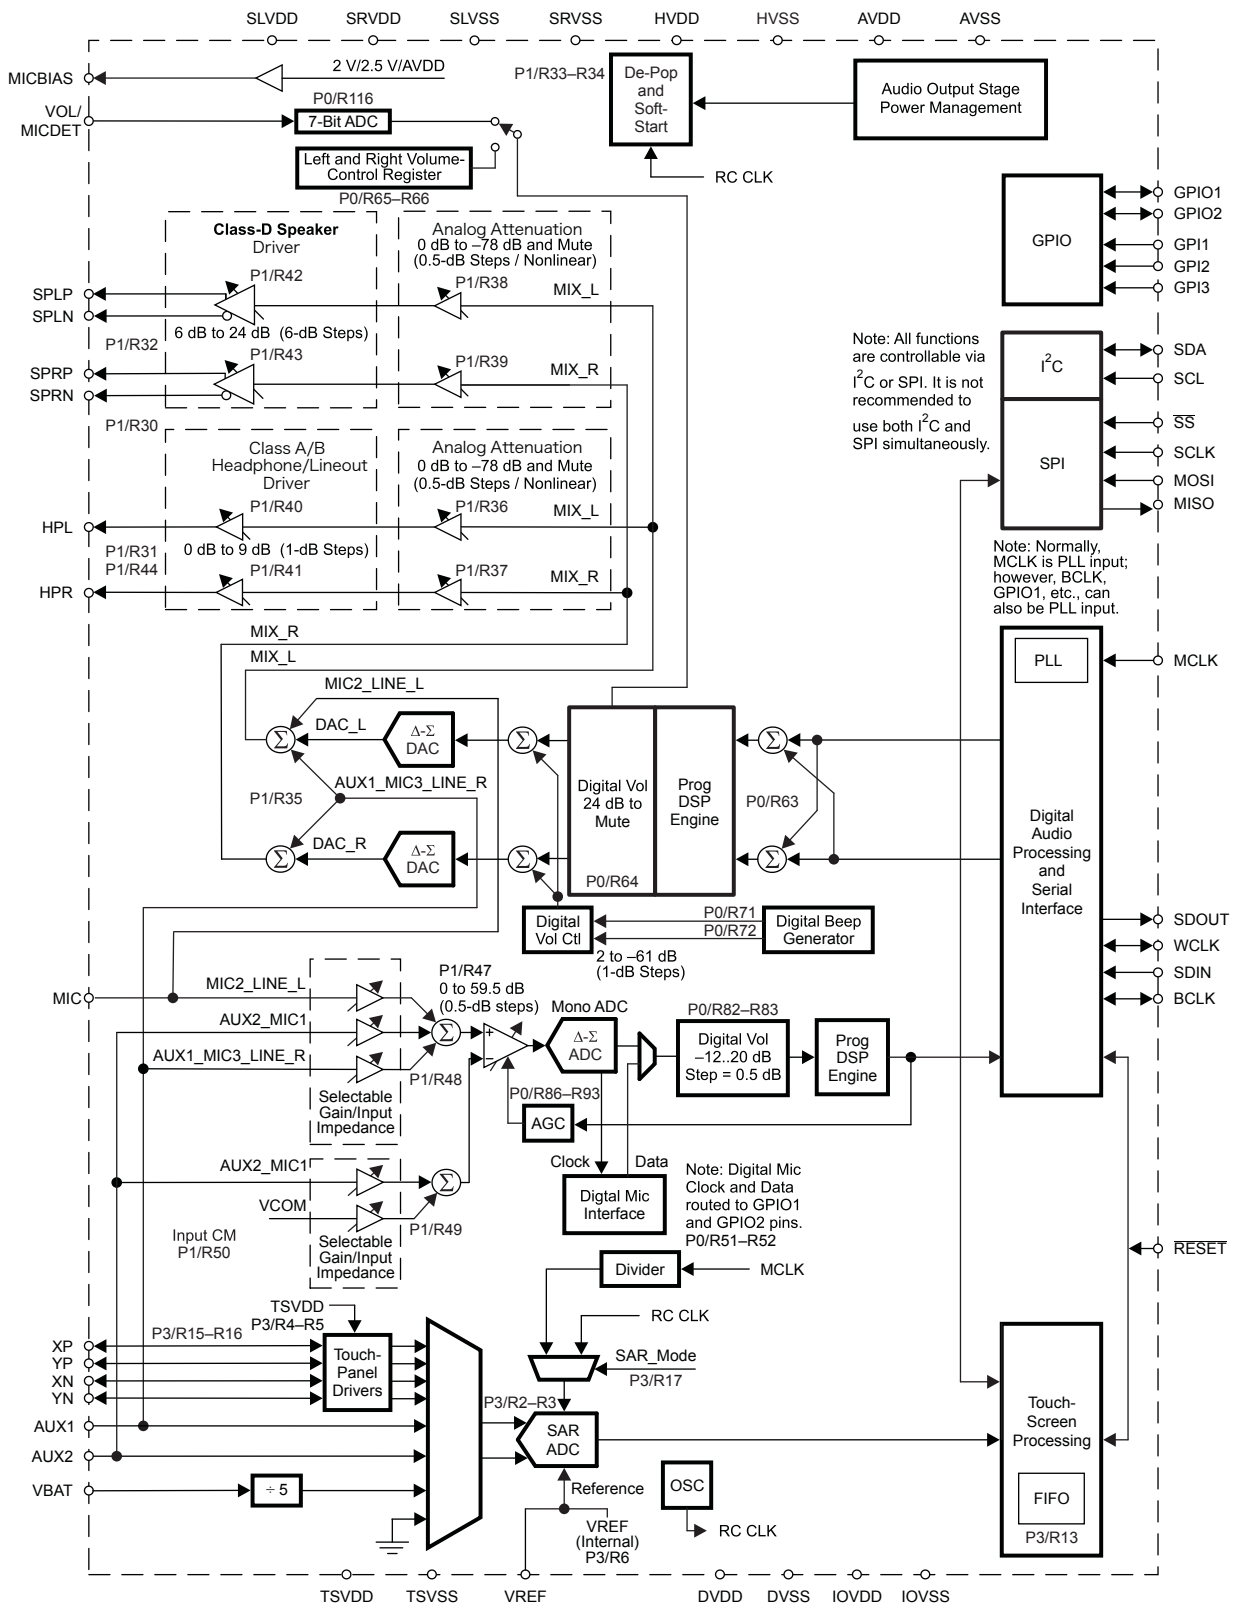 SLVDD SRVDD SLVSS SRVSS HVDD HVSS AVDD AVSS
MICBIAS
2 V/2.5 V/AVDD
VOL/
MICDET
P0/R116
7-Bit ADC
Left and Right Volume-
Control Register
P0/R65–R66
P1/R33–R34
De-Pop
and
Soft-
Start
RC CLK
Audio Output Stage
Power Management
GPIO
GPIO1
GPIO2
GPI1
GPI2
GPI3
Class-D Speaker
Driver
P1/R42
6 dB to 24 dB (6-dB Steps)
P1/R43
Analog Attenuation
0 dB to –78 dB and Mute
(0.5-dB Steps / Nonlinear)
P1/R38
MIX_L
P1/R39
MIX_R
SPLP
SPLN
P1/R32
SPRP
SPRN
P1/R30
Note: All functions
are controllable via
I2C or SPI. It is not
recommended to
use both I2C and
SPI simultaneously.
I2C
SPI
SDA
SCL
SS
SCLK
MOSI
MISO
Class A/B
Headphone/Lineout
Driver
P1/R40
0 dB to 9 dB (1-dB Steps)
P1/R41
Analog Attenuation
0 dB to –78 dB and Mute
(0.5-dB Steps / Nonlinear)
P1/R36
MIX_L
P1/R37
MIX_R
HPL
P1/R31
P1/R44
HPR
Note: Normally,
MCLK is PLL input;
however, BCLK,
GPIO1, etc., can
also be PLL input.
MIX_R
MIX_L
MIC2_LINE_L
Σ
DAC_L
Δ-Σ
DAC
Σ
AUX1_MIC3_LINE_R
P1/R35
Σ
DAC_R
Δ-Σ
DAC
Σ
Digital Vol
24 dB to
Mute
P0/R64
Prog
DSP
Engine
Σ
P0/R63
Σ
PLL
Digital
Audio
Processing
and
Serial
Interface
MCLK
SDOUT
WCLK
SDIN
BCLK
Digital
Vol Ctl
P0/R71
P0/R72
Digital Beep
Generator
2 to –61 dB
(1-dB Steps)
MIC
MIC2_LINE_L
AUX2_MIC1
AUX1_MIC3_LINE_R
Selectable
Gain/Input
Impedance
P1/R47
0 to 59.5 dB
(0.5-dB steps)
Σ
P1/R48
+
–
Mono ADC
Δ-Σ
ADC
P0/R82–R83
Digital Vol
–12..20 dB
Step = 0.5 dB
Prog
DSP
Engine
P0/R86–R93
AGC
Clock
Data
Digtal Mic
Interface
Note: Digital Mic
Clock and Data
routed to GPIO1
and GPIO2 pins.
P0/R51–R52
AUX2_MIC1
VCOM
Σ
P1/R49
Selectable
Gain/Input
Impedance
Input CM
P1/R50
RESET
Divider
MCLK
RC CLK
SAR_Mode
P3/R17
TSVDD
P3/R4–R5
P3/R15–R16
XP
YP
XN
YN
Touch-
Panel
Drivers
AUX1
AUX2
VBAT
÷ 5
P3/R2–R3
SAR
ADC
Reference
VREF
(Internal)
P3/R6
OSC
RC CLK
Touch-
Screen
Processing
FIFO
P3/R13
TSVDD TSVSS VREF DVDD DVSS IOVDD IOVSS